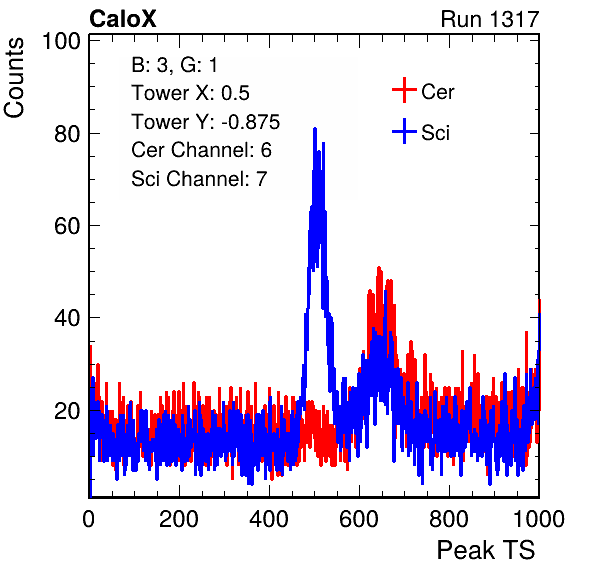 CaloX Run 1317
Counts
100
80
60
40
20
B: 3, G: 1
Tower X: 0.5
Tower Y: -0.875
Cer Channel: 6
Sci Channel: 7
Cer
Sci
0 200 400 600 800 1000
Peak TS